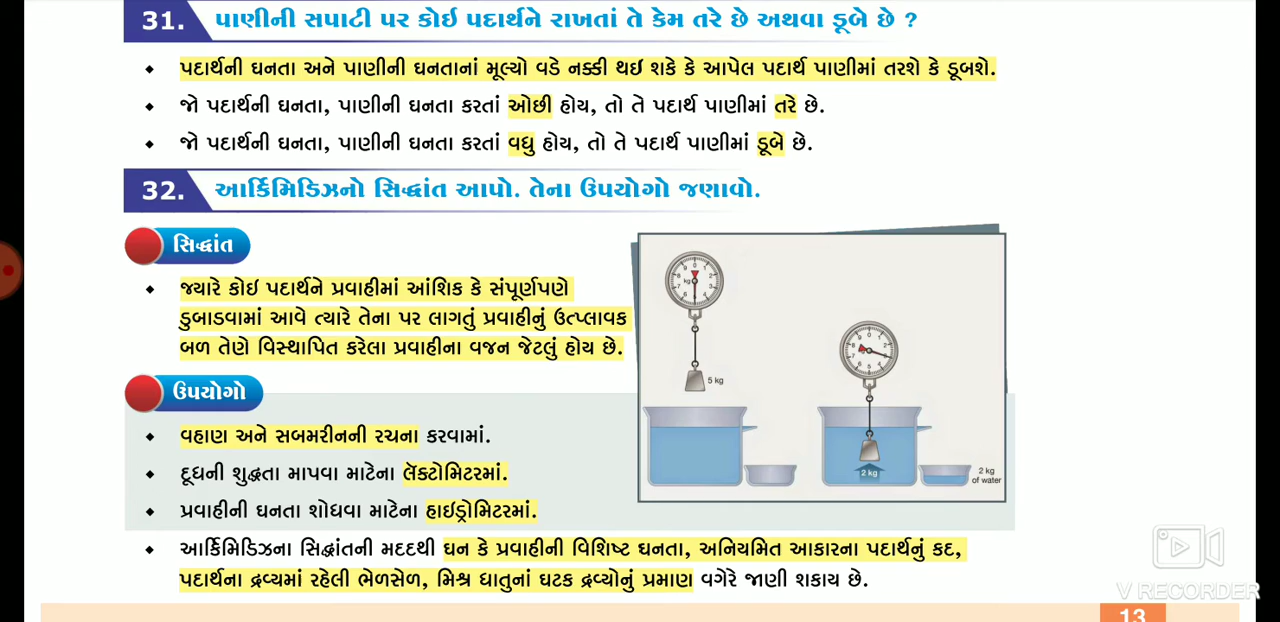 31. પાણીની સપાટી પર કોઈ પદાર્થને રાખતાં તે કેમ તરે છે અથવા ડૂબે છે ?
◆ પદાર્થની ઘનતા અને પાણીની ઘનતાનાં મૂલ્યો વડે નક્કી થઈ શકે કે આપેલ પદાર્થ પાણીમાં તરશે કે ડૂબશે.
◆ જો પદાર્થની ઘનતા, પાણીની ઘનતા કરતાં ઓછી હોય, તો તે પદાર્થ પાણીમાં તરે છે.
◆ જો પદાર્થની ઘનતા, પાણીની ઘનતા કરતાં વધુ હોય, તો તે પદાર્થ પાણીમાં ડૂબે છે.
32. આર્કિમિડિઝનો સિદ્ધાંત આપો. તેના ઉપયોગો જણાવો.
સિદ્ધાંત
◆ જ્યારે કોઈ પદાર્થને પ્રવાહીમાં આંશિક કે સંપૂર્ણપણે
ડુબાડવામાં આવે ત્યારે તેના પર લાગતું પ્રવાહીનું ઉત્પ્લાવક
બળ તેણે વિસ્થાપિત કરેલા પ્રવાહીના વજન જેટલું હોય છે.
ઉપયોગો
◆ વહાણ અને સબમરીનની રચના કરવામાં.
◆ દૂધની શુદ્ધતા માપવા માટેના લૅક્ટોમિટરમાં.
◆ પ્રવાહીની ઘનતા શોધવા માટેના હાઈડ્રોમિટરમાં.
kg
5 kg
2 kg
2 kg
of water
◆ આર્કિમિડિઝના સિદ્ધાંતની મદદથી ઘન કે પ્રવાહીની વિશિષ્ટ ઘનતા, અનિયમિત આકારના પદાર્થનું કદ,
પદાર્થના દ્રવ્યમાં રહેલી ભેળસેળ, મિશ્ર ધાતુનાં ઘટક દ્રવ્યોનું પ્રમાણ વગેરે જાણી શકાય છે.
V RECORDER
13